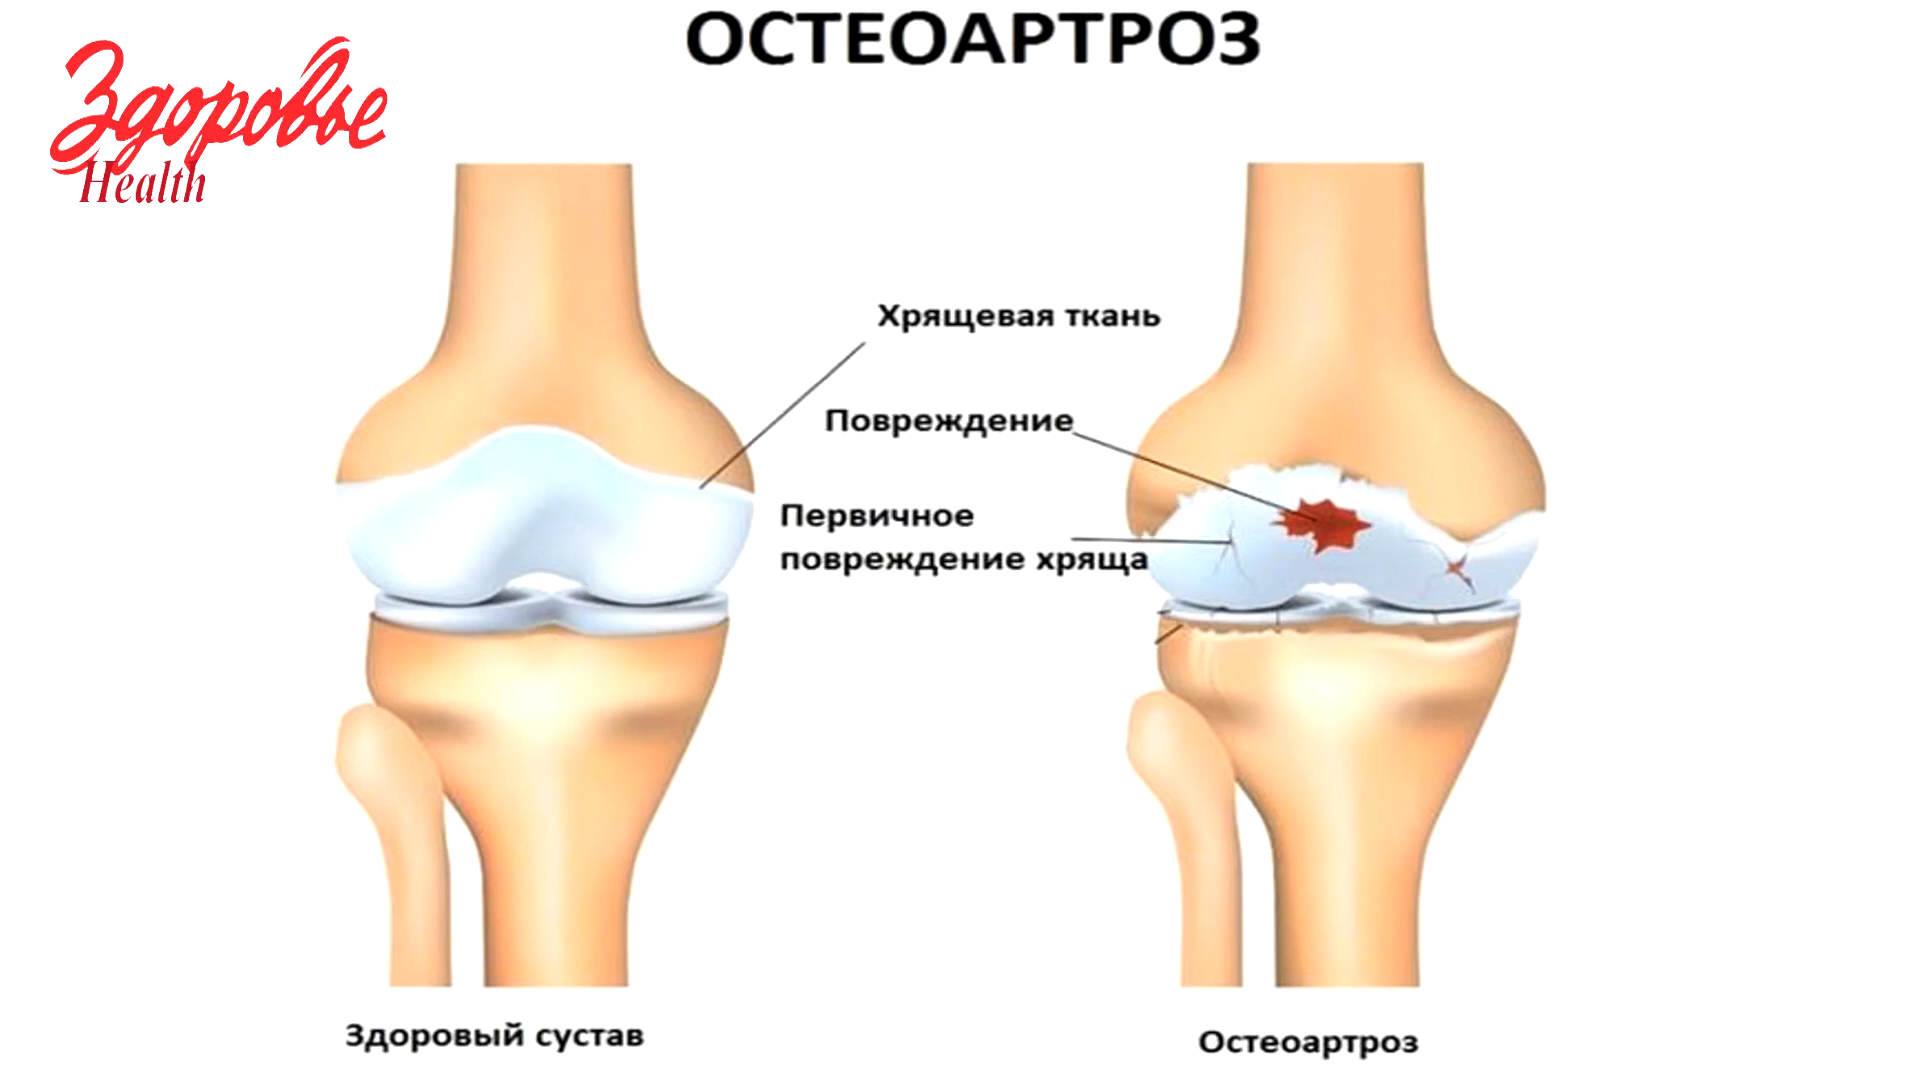 ОСТЕОАРТРОЗ
Здоровье
Health
Хрящевая ткань
Повреждение
Первичное
повреждение хряща
Здоровый сустав
Остеоартроз